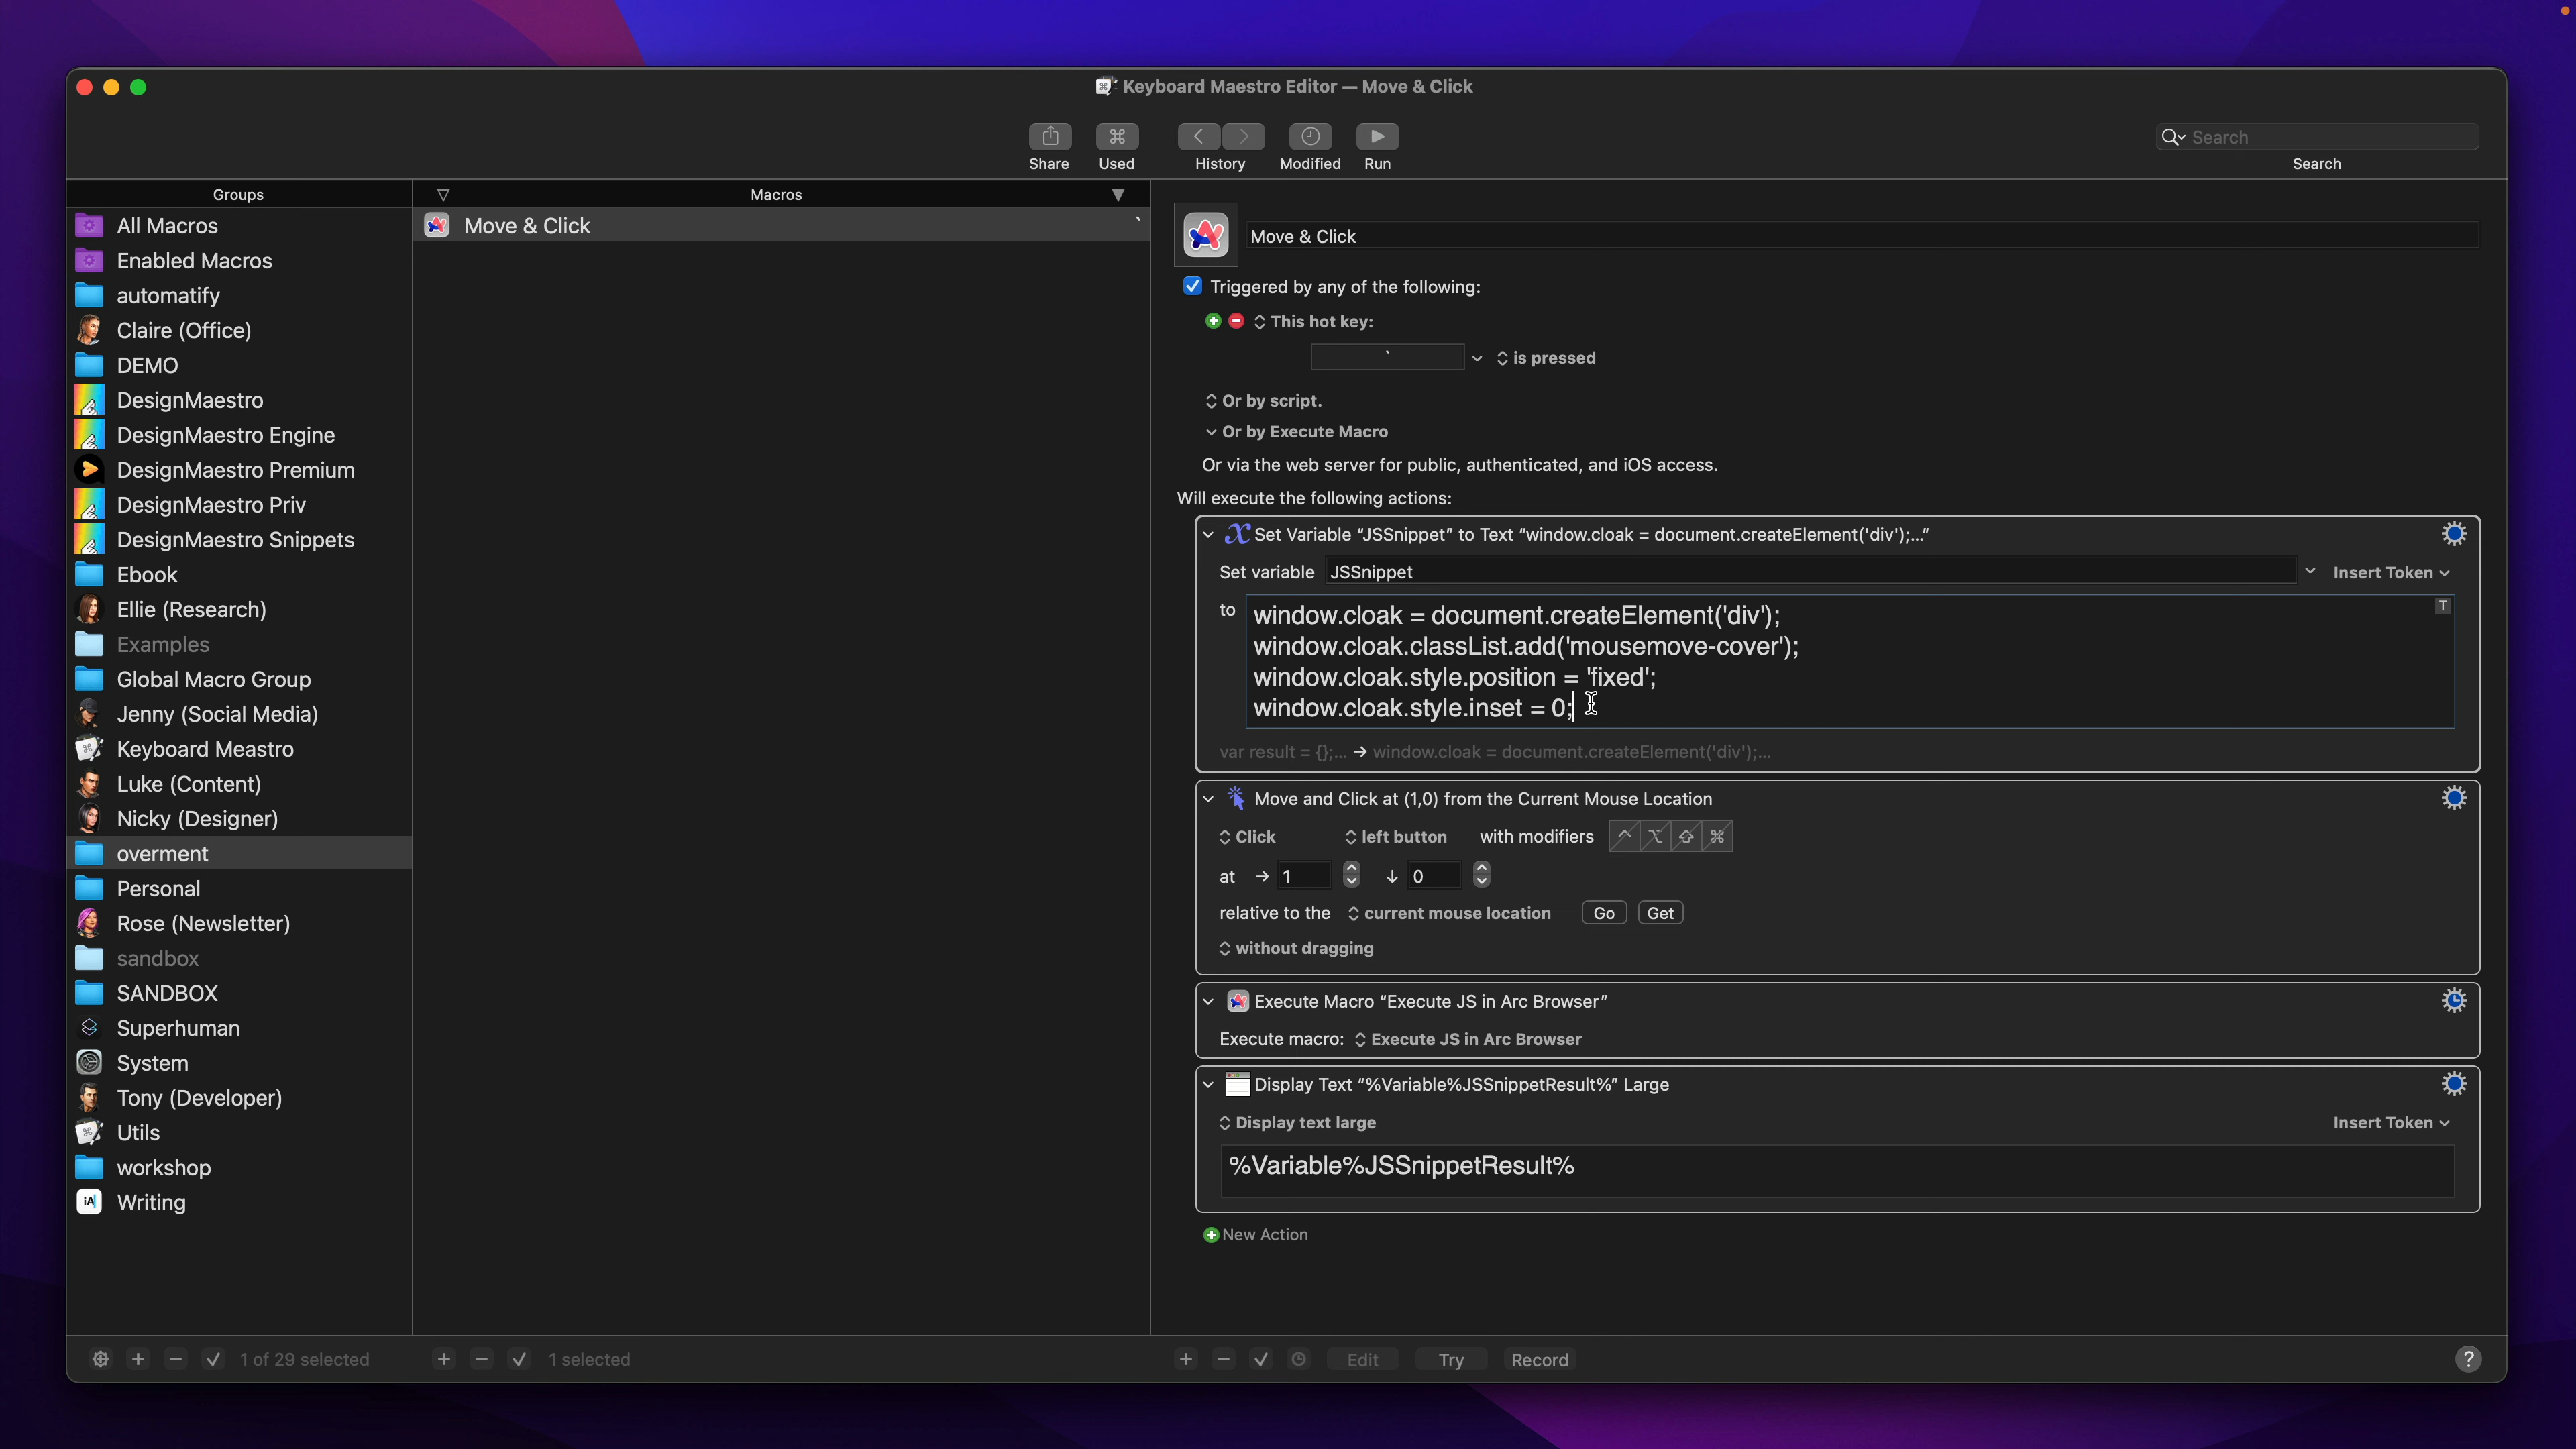 Keyboard Maestro Editor — Move & Click
Share
Used
History
Modified
Run
Search
Search
Groups
All Macros
Enabled Macros
automatify
Claire (Office)
DEMO
DesignMaestro
DesignMaestro Engine
DesignMaestro Premium
DesignMaestro Priv
DesignMaestro Snippets
Ebook
Ellie (Research)
Examples
Global Macro Group
Jenny (Social Media)
Keyboard Meastro
Luke (Content)
Nicky (Designer)
overment
Personal
Rose (Newsletter)
sandbox
SANDBOX
Superhuman
System
Tony (Developer)
Utils
workshop
iA Writing
1 of 29 selected
Macros
Move & Click `
1 selected
Move & Click
Triggered by any of the following:
This hot key:
` is pressed
Or by script.
Or by Execute Macro
Or via the web server for public, authenticated, and iOS access.
Will execute the following actions:
Set Variable “JSSnippet” to Text “window.cloak = document.createElement('div');...”
Set variable JSSnippet Insert Token
to window.cloak = document.createElement('div'); T
window.cloak.classList.add('mousemove-cover');
window.cloak.style.position = 'fixed';
window.cloak.style.inset = 0;
var result = {};... → window.cloak = document.createElement('div');...
Move and Click at (1,0) from the Current Mouse Location
Click left button with modifiers ^ ⌥ ⇧ ⌘
at → 1 ↓ 0
relative to the current mouse location Go Get
without dragging
Execute Macro “Execute JS in Arc Browser”
Execute macro: Execute JS in Arc Browser
Display Text “%Variable%JSSnippetResult%” Large
Display text large Insert Token
%Variable%JSSnippetResult%
New Action
Edit Try Record ?